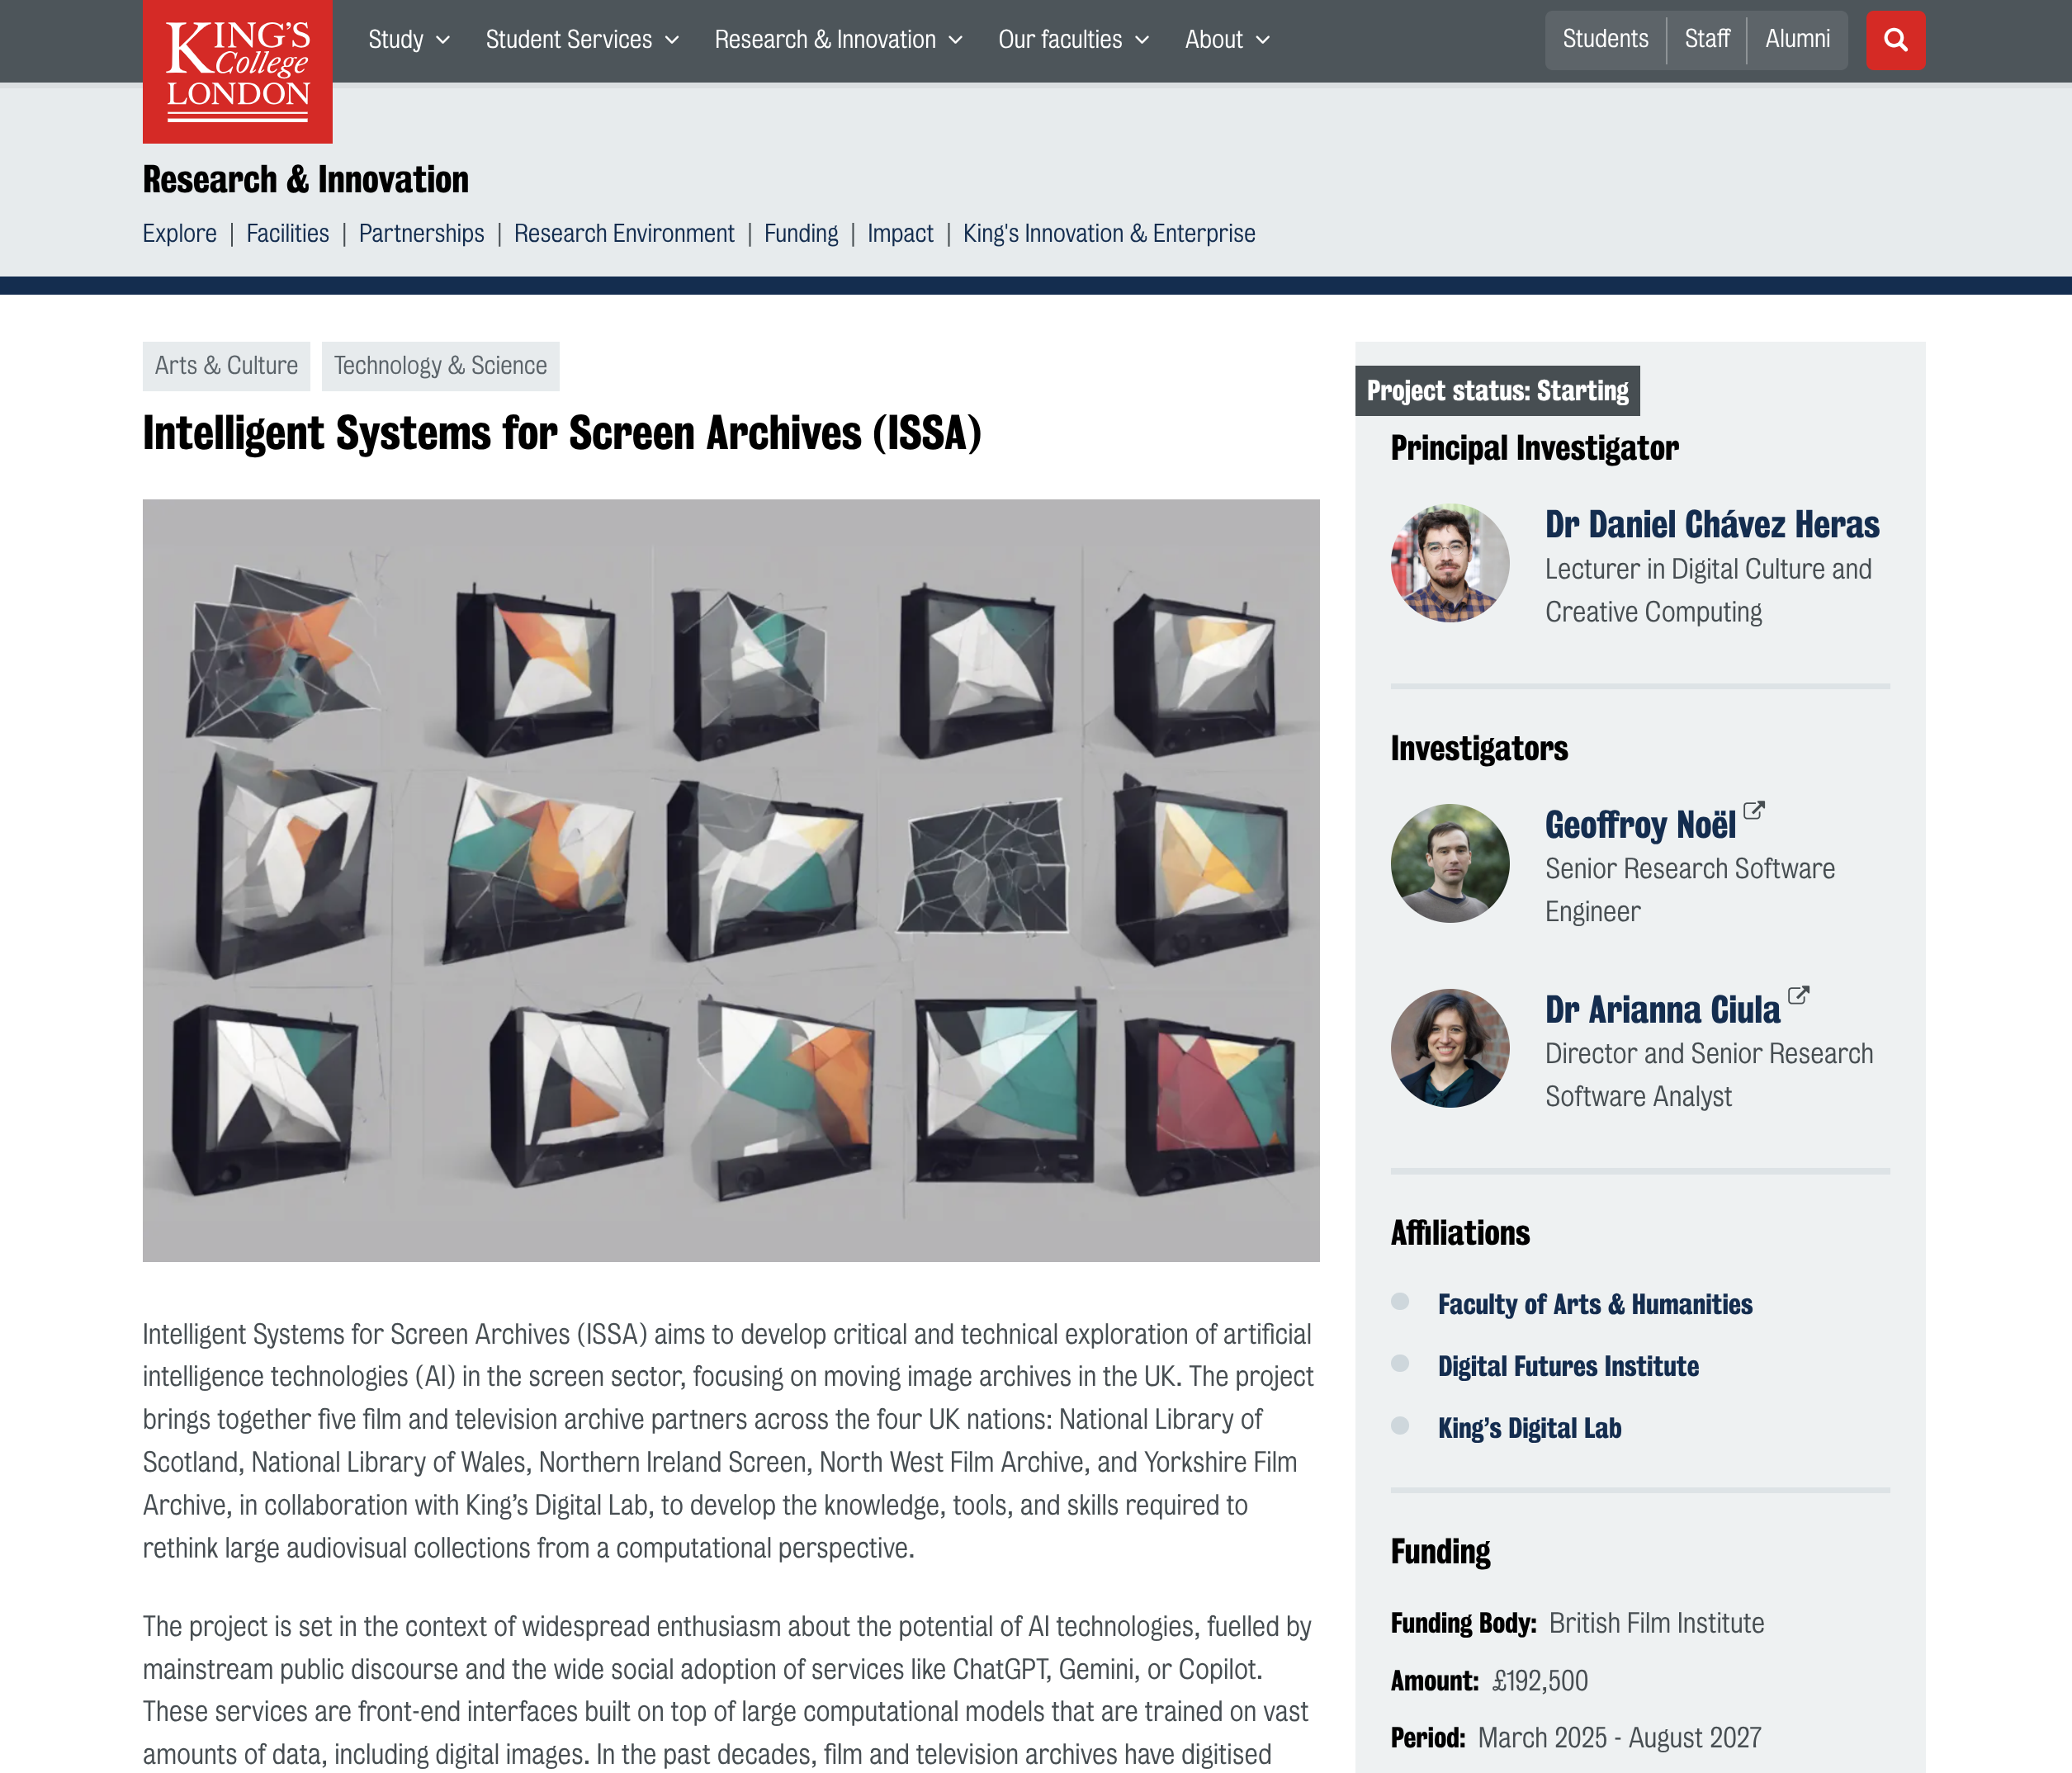 KING'S
College
LONDON
Study
Student Services
Research & Innovation
Our faculties
About
Students
Staff
Alumni
Research & Innovation
Explore | Facilities | Partnerships | Research Environment | Funding | Impact | King's Innovation & Enterprise
Arts & Culture
Technology & Science
Intelligent Systems for Screen Archives (ISSA)
Intelligent Systems for Screen Archives (ISSA) aims to develop critical and technical exploration of artificial
intelligence technologies (AI) in the screen sector, focusing on moving image archives in the UK. The project
brings together five film and television archive partners across the four UK nations: National Library of
Scotland, National Library of Wales, Northern Ireland Screen, North West Film Archive, and Yorkshire Film
Archive, in collaboration with King’s Digital Lab, to develop the knowledge, tools, and skills required to
rethink large audiovisual collections from a computational perspective.
The project is set in the context of widespread enthusiasm about the potential of AI technologies, fuelled by
mainstream public discourse and the wide social adoption of services like ChatGPT, Gemini, or Copilot.
These services are front-end interfaces built on top of large computational models that are trained on vast
amounts of data, including digital images. In the past decades, film and television archives have digitised
Project status: Starting
Principal Investigator
Dr Daniel Chávez Heras
Lecturer in Digital Culture and
Creative Computing
Investigators
Geoffroy Noël
Senior Research Software
Engineer
Dr Arianna Ciula
Director and Senior Research
Software Analyst
Affiliations
Faculty of Arts & Humanities
Digital Futures Institute
King’s Digital Lab
Funding
Funding Body: British Film Institute
Amount: £192,500
Period: March 2025 - August 2027